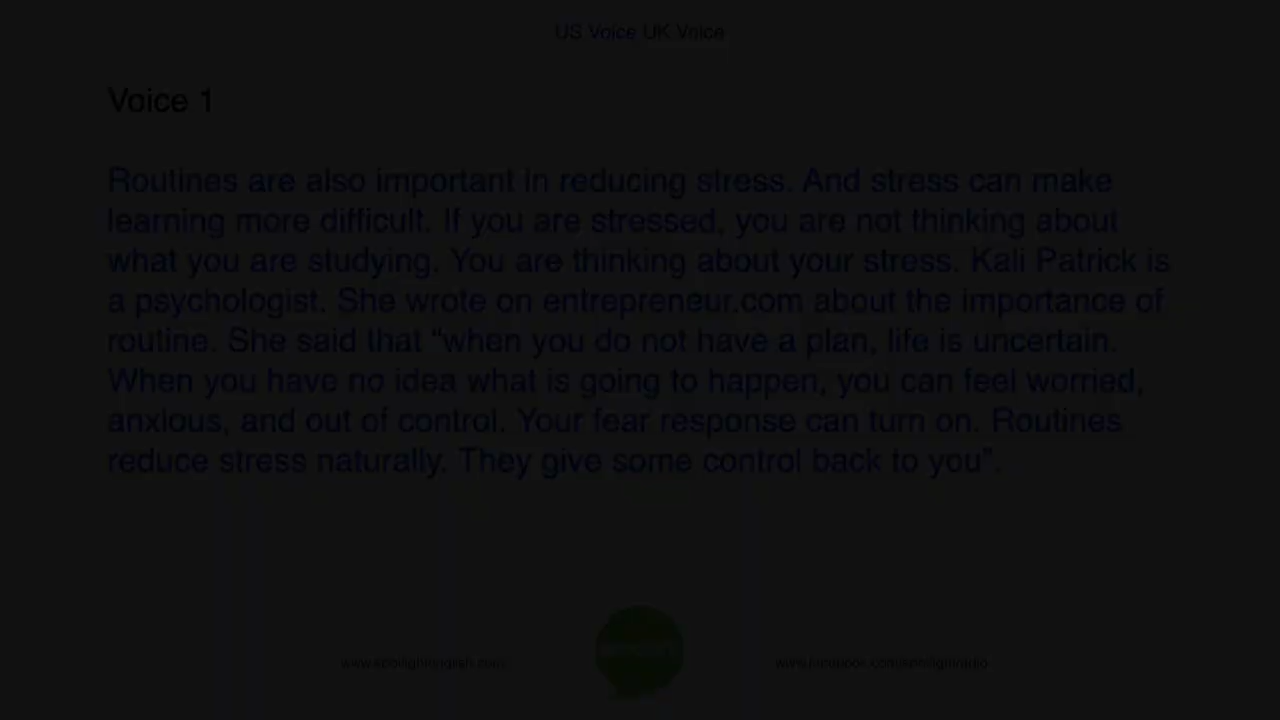 US Voice UK Voice
Voice 1
Routines are also important in reducing stress. And stress can make
learning more difficult. If you are stressed, you are not thinking about
what you are studying. You are thinking about your stress. Kali Patrick is
a psychologist. She wrote on entrepreneur.com about the importance of
routine. She said that "when you do not have a plan, life is uncertain.
When you have no idea what is going to happen, you can feel worried,
anxious, and out of control. Your fear response can turn on. Routines
reduce stress naturally. They give some control back to you".